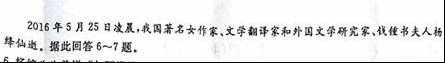 2016年5月25日凌晨,我国著名女作家、文学翻译家和外国文学研究家、钱锺书夫人杨
绛仙逝。据此回答6~7题。